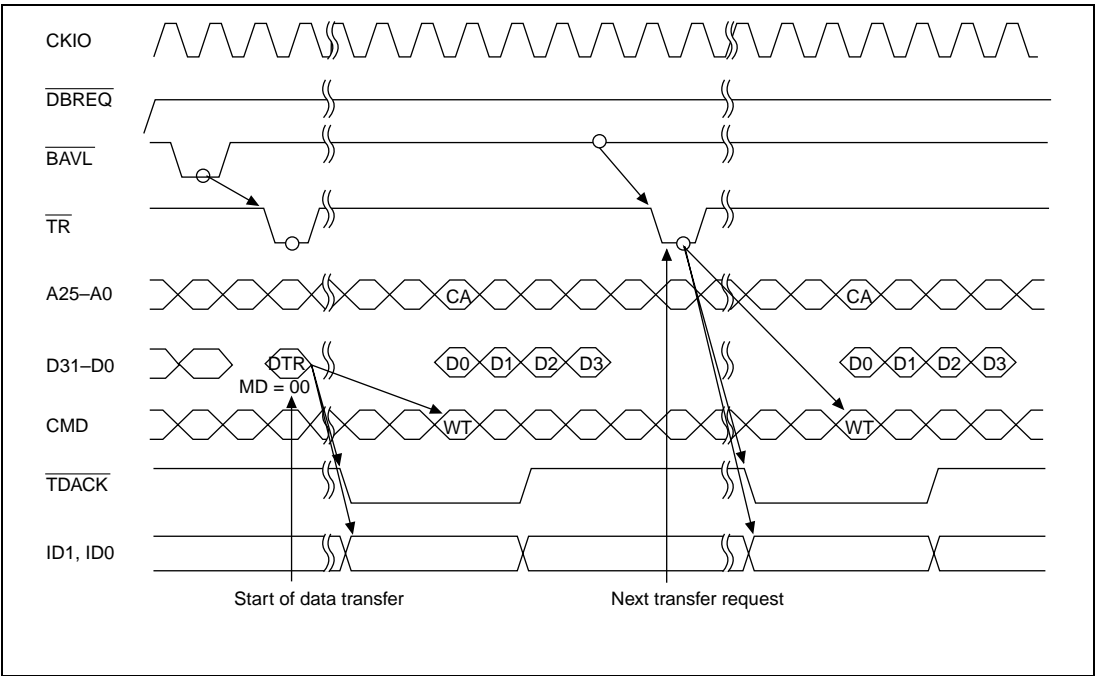 CKIO
DBREQ
BAVL
TR
A25–A0 CA CA
D31–D0 DTR D0 D1 D2 D3 D0 D1 D2 D3
MD = 00
CMD WT WT
TDACK
ID1, ID0
Start of data transfer Next transfer request